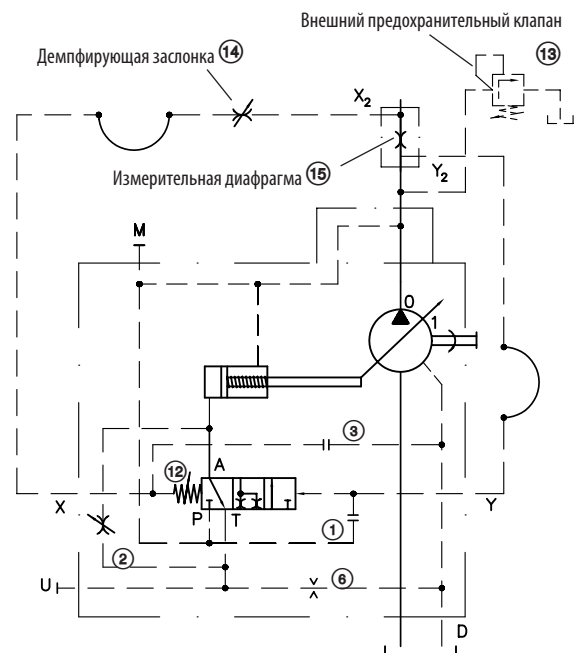 Внешний предохранительный клапан
13
Демпфирующая заслонка 14
X2
Измерительная диафрагма 15
Y2
M
0
1
3
12
A
X
P
T
1
Y
2
U
6
D